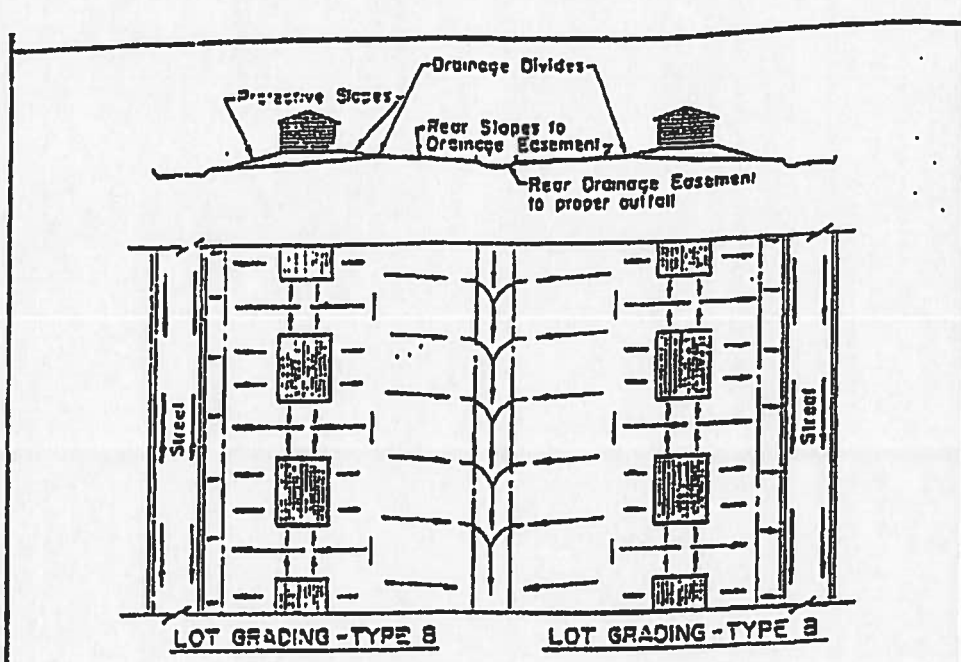 Drainage Divides
Protective Slopes
Rear Slopes to
Drainage Easement
Rear Drainage Easement
to proper outfall
Street
Street
LOT GRADING - TYPE B
LOT GRADING - TYPE B